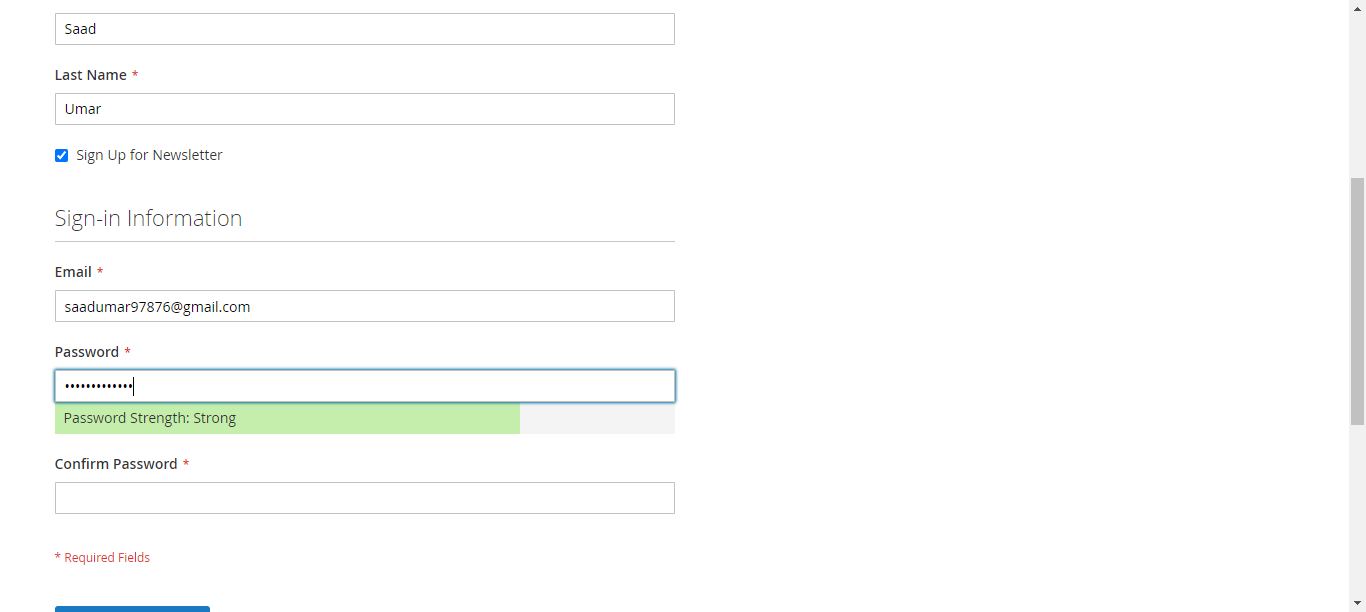 Saad
Last Name *
Umar
Sign Up for Newsletter
Sign-in Information
Email *
saadumar97876@gmail.com
Password *
•••••••••••••
Password Strength: Strong
Confirm Password *
* Required Fields